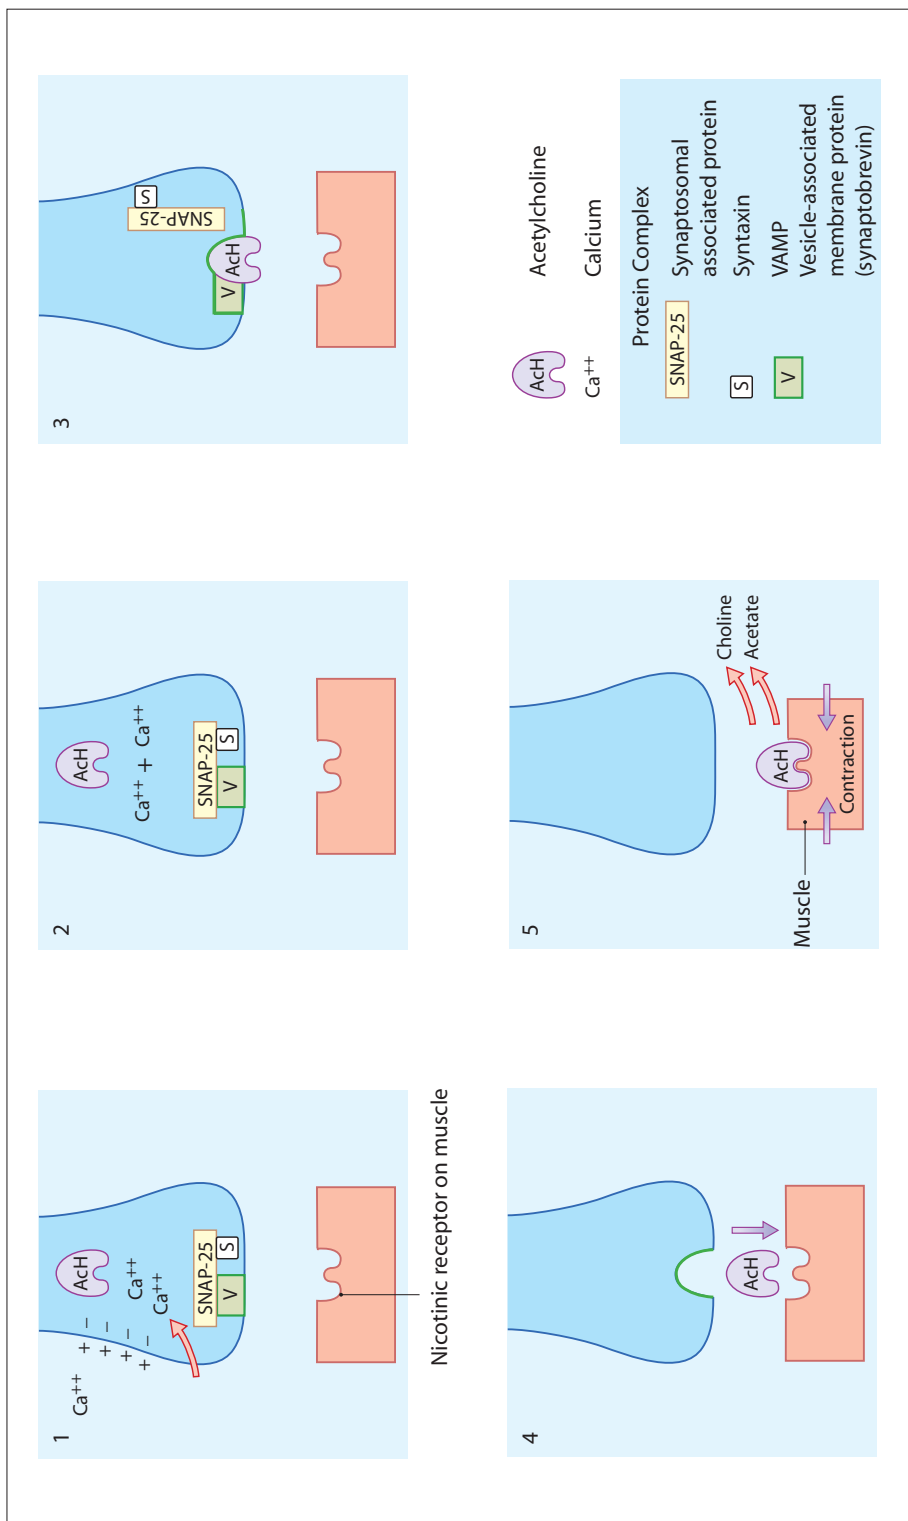 1
Ca++
+ −
+ −
+ −
+ −
AcH
Ca++
Ca++
SNAP-25
V
S
Nicotinic receptor on muscle
2
AcH
Ca++ + Ca++
SNAP-25
V
S
3
SNAP-25
S
V
AcH
4
AcH
5
Choline
Acetate
AcH
Muscle
Contraction
AcH
Acetylcholine
Ca++
Calcium
Protein Complex
SNAP-25
Synaptosomal
associated protein
S
Syntaxin
V
VAMP
Vesicle-associated
membrane protein
(synaptobrevin)